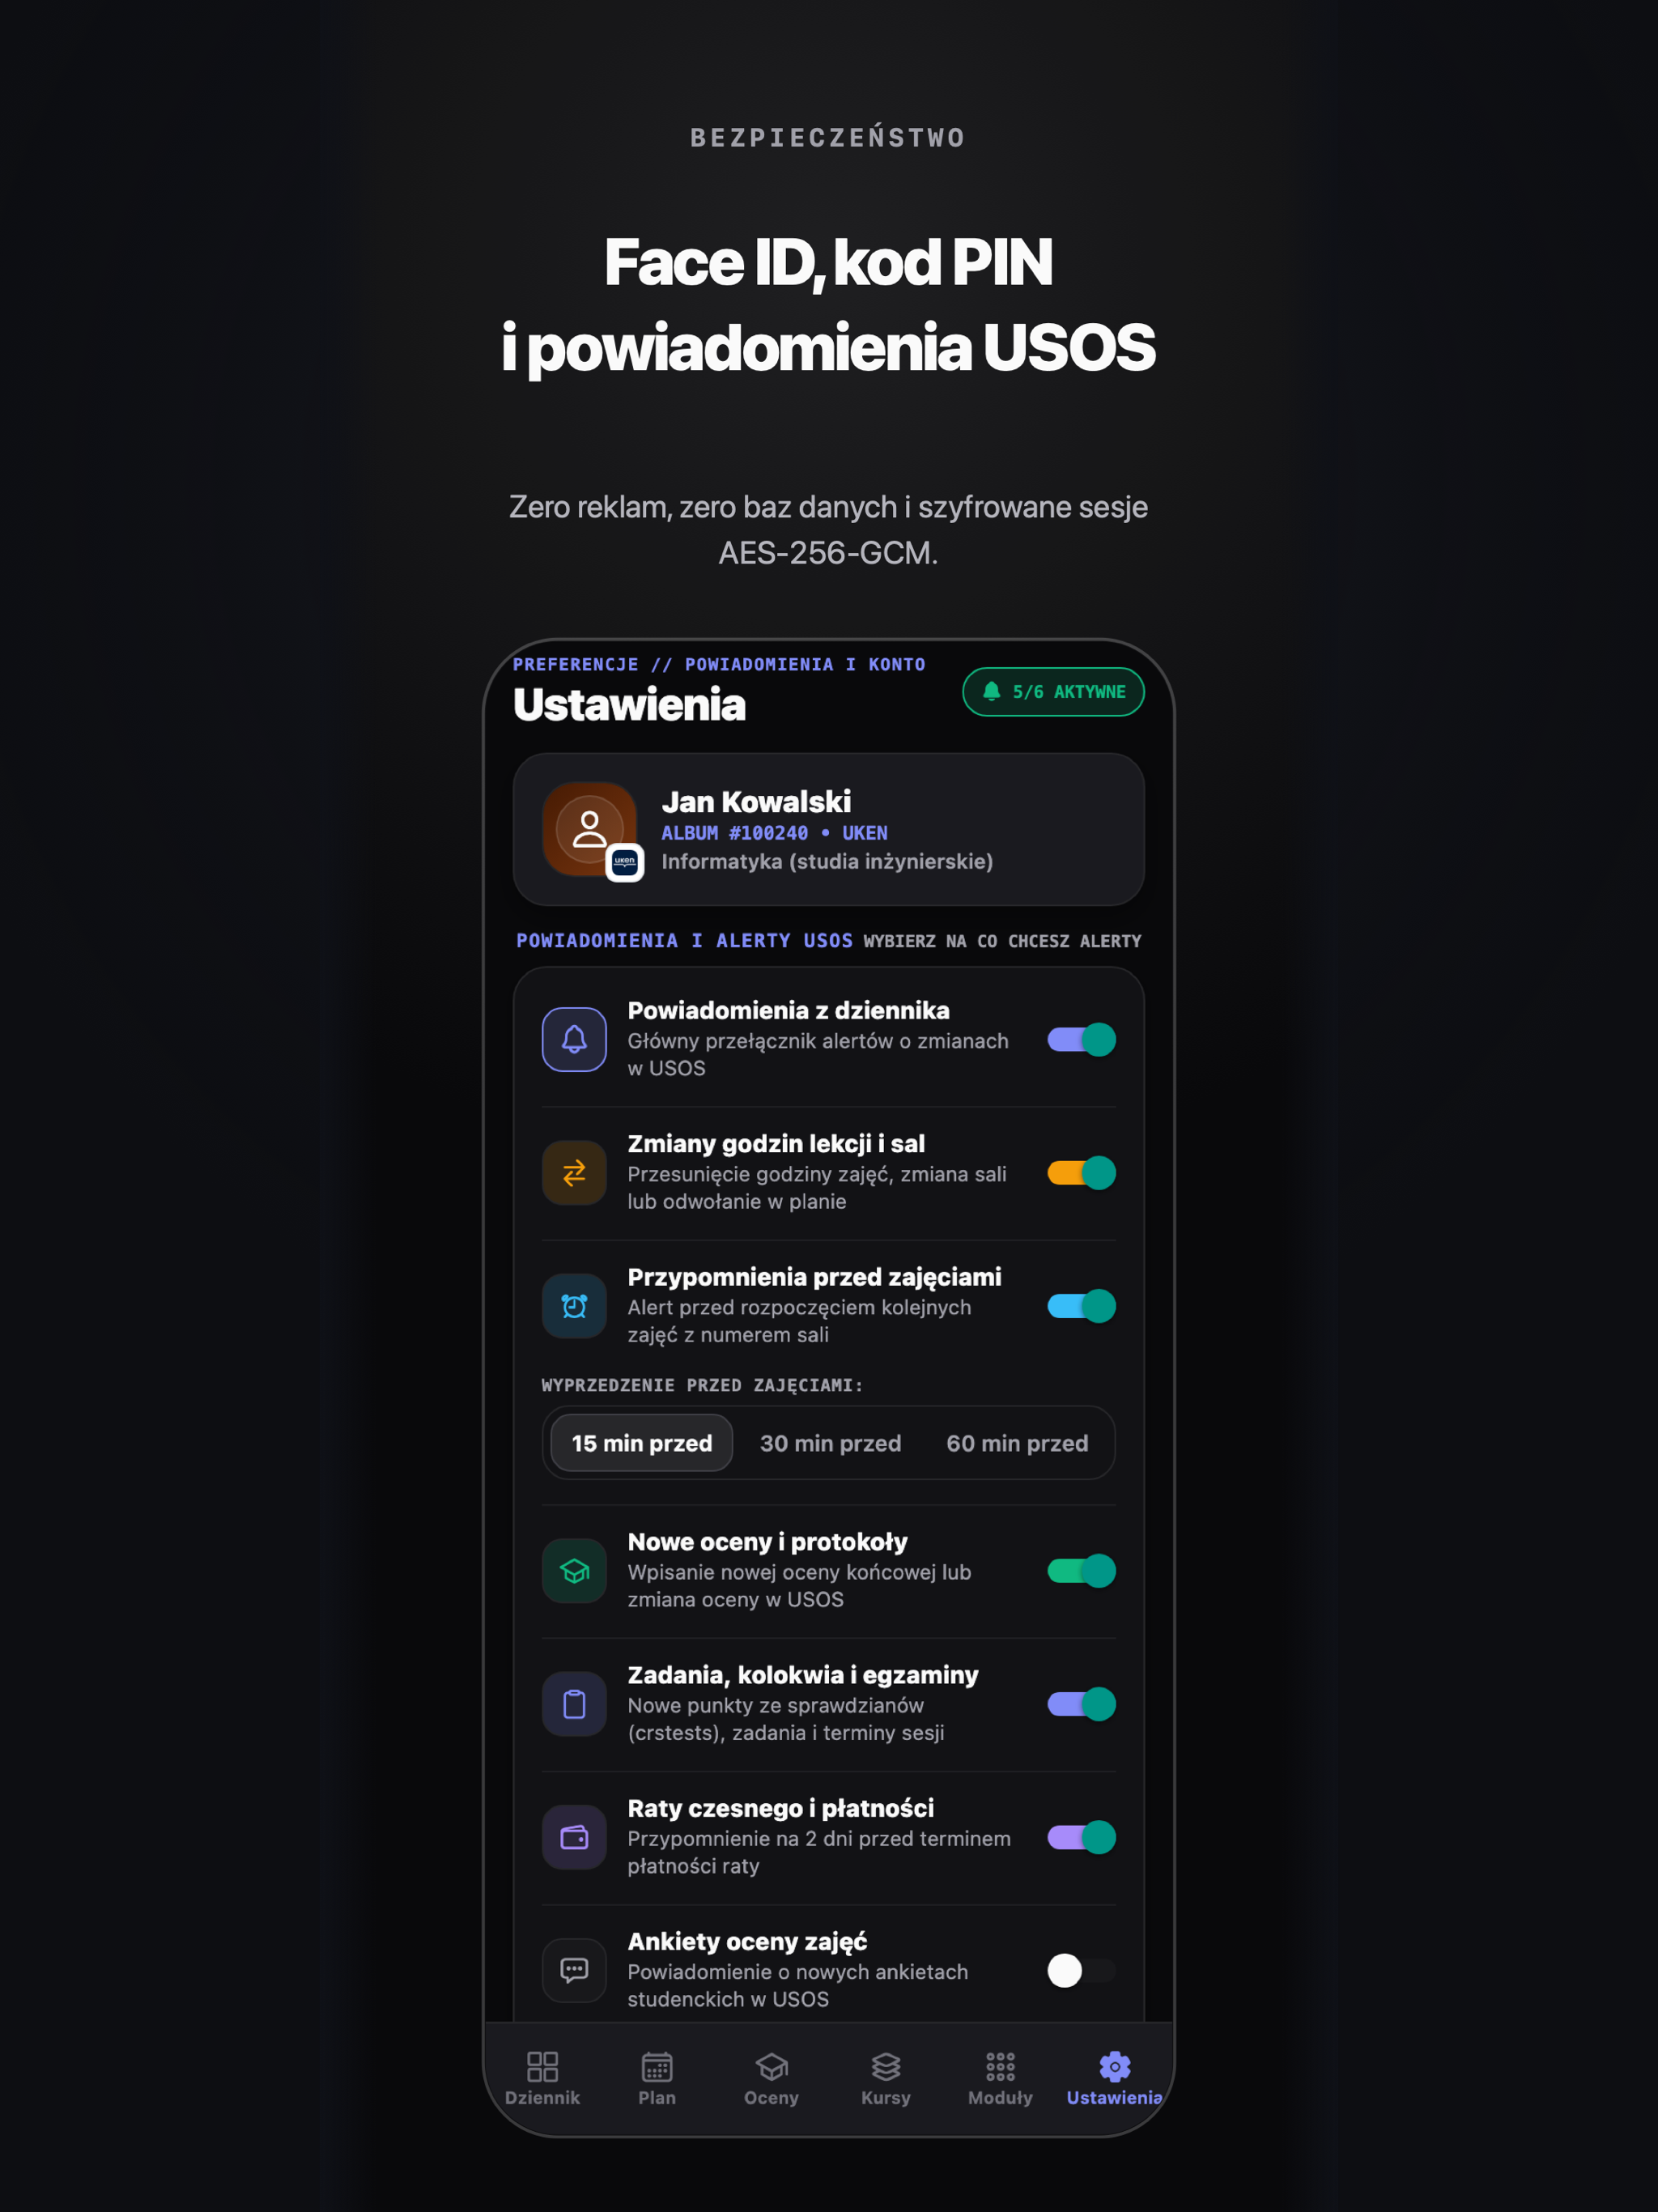 BEZPIECZEŃSTWO
Face ID, kod PIN
i powiadomienia USOS
Zero reklam, zero baz danych i szyfrowane sesje
AES-256-GCM.
PREFERENCJE // POWIADOMIENIA I KONTO
Ustawienia
5/6 AKTYWNE
Jan Kowalski
ALBUM #100240 • UKEN
Informatyka (studia inżynierskie)
uken
POWIADOMIENIA I ALERTY USOS WYBIERZ NA CO CHCESZ ALERTY
Powiadomienia z dziennika
Główny przełącznik alertów o zmianach
w USOS
Zmiany godzin lekcji i sal
Przesunięcie godziny zajęć, zmiana sali
lub odwołanie w planie
Przypomnienia przed zajęciami
Alert przed rozpoczęciem kolejnych
zajęć z numerem sali
WYPRZEDZENIE PRZED ZAJĘCIAMI:
15 min przed 30 min przed 60 min przed
Nowe oceny i protokoły
Wpisanie nowej oceny końcowej lub
zmiana oceny w USOS
Zadania, kolokwia i egzaminy
Nowe punkty ze sprawdzianów
(crstests), zadania i terminy sesji
Raty czesnego i płatności
Przypomnienie na 2 dni przed terminem
płatności raty
Ankiety oceny zajęć
Powiadomienie o nowych ankietach
studenckich w USOS
Dziennik Plan Oceny Kursy Moduły Ustawienia